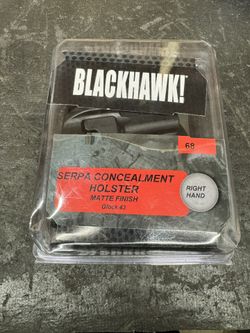 BLACKHAWK!
68
SERPA CONCEALMENT
HOLSTER
MATTE FINISH
Glock 43
RIGHT
HAND